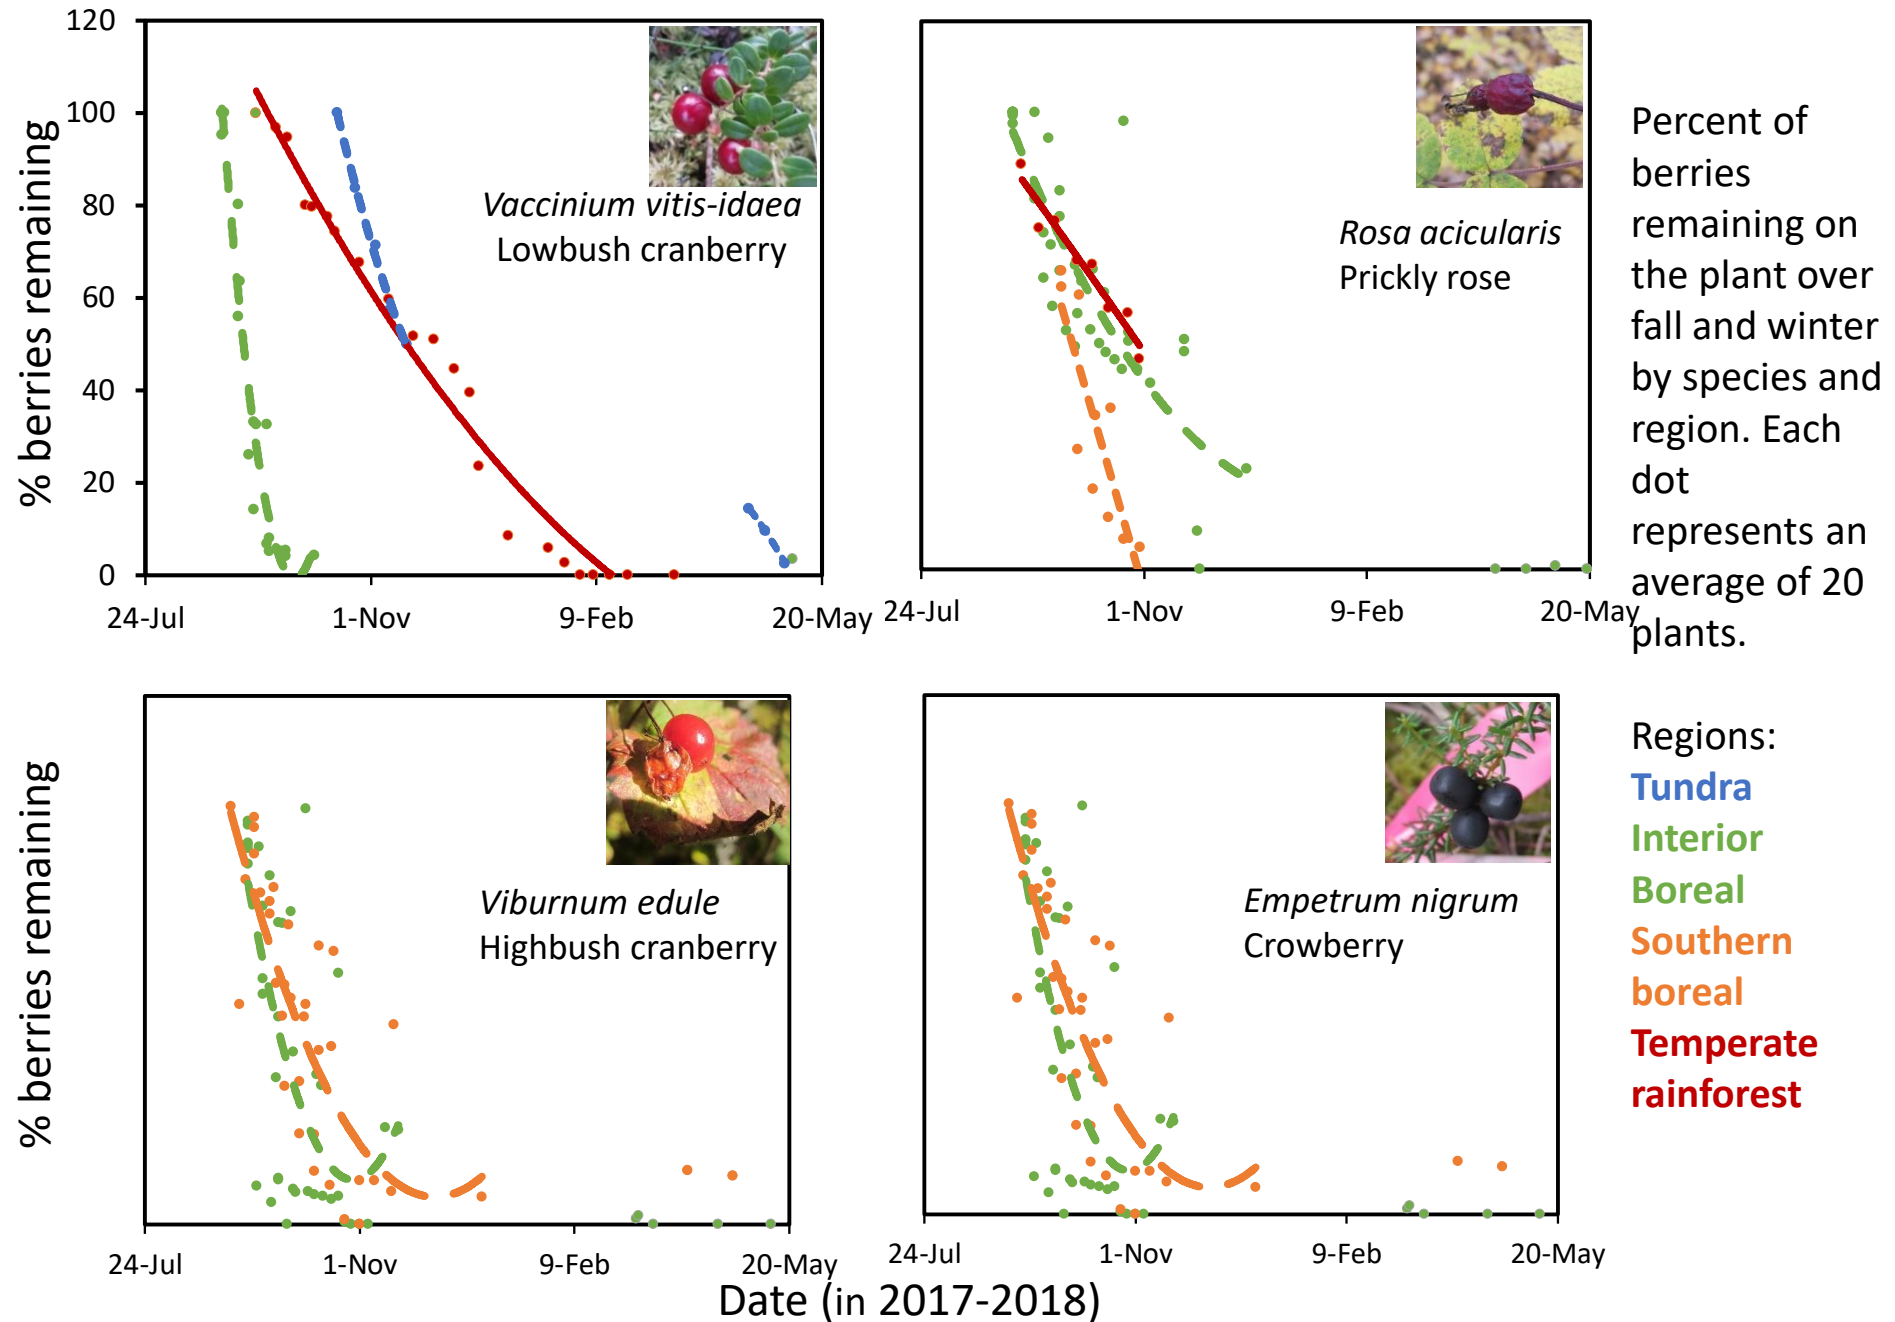 120
100
80
60
40
20
0
% berries remaining
Vaccinium vitis-idaea
Lowbush cranberry
24-Jul
1-Nov
9-Feb
20-May
Rosa acicularis
Prickly rose
24-Jul
1-Nov
9-Feb
20-May
Percent of
berries
remaining on
the plant over
fall and winter
by species and
region. Each
dot
represents an
average of 20
plants.
% berries remaining
Viburnum edule
Highbush cranberry
24-Jul
1-Nov
9-Feb
20-May
Empetrum nigrum
Crowberry
24-Jul
1-Nov
9-Feb
20-May
Regions:
Tundra
Interior
Boreal
Southern
boreal
Temperate
rainforest
Date (in 2017-2018)